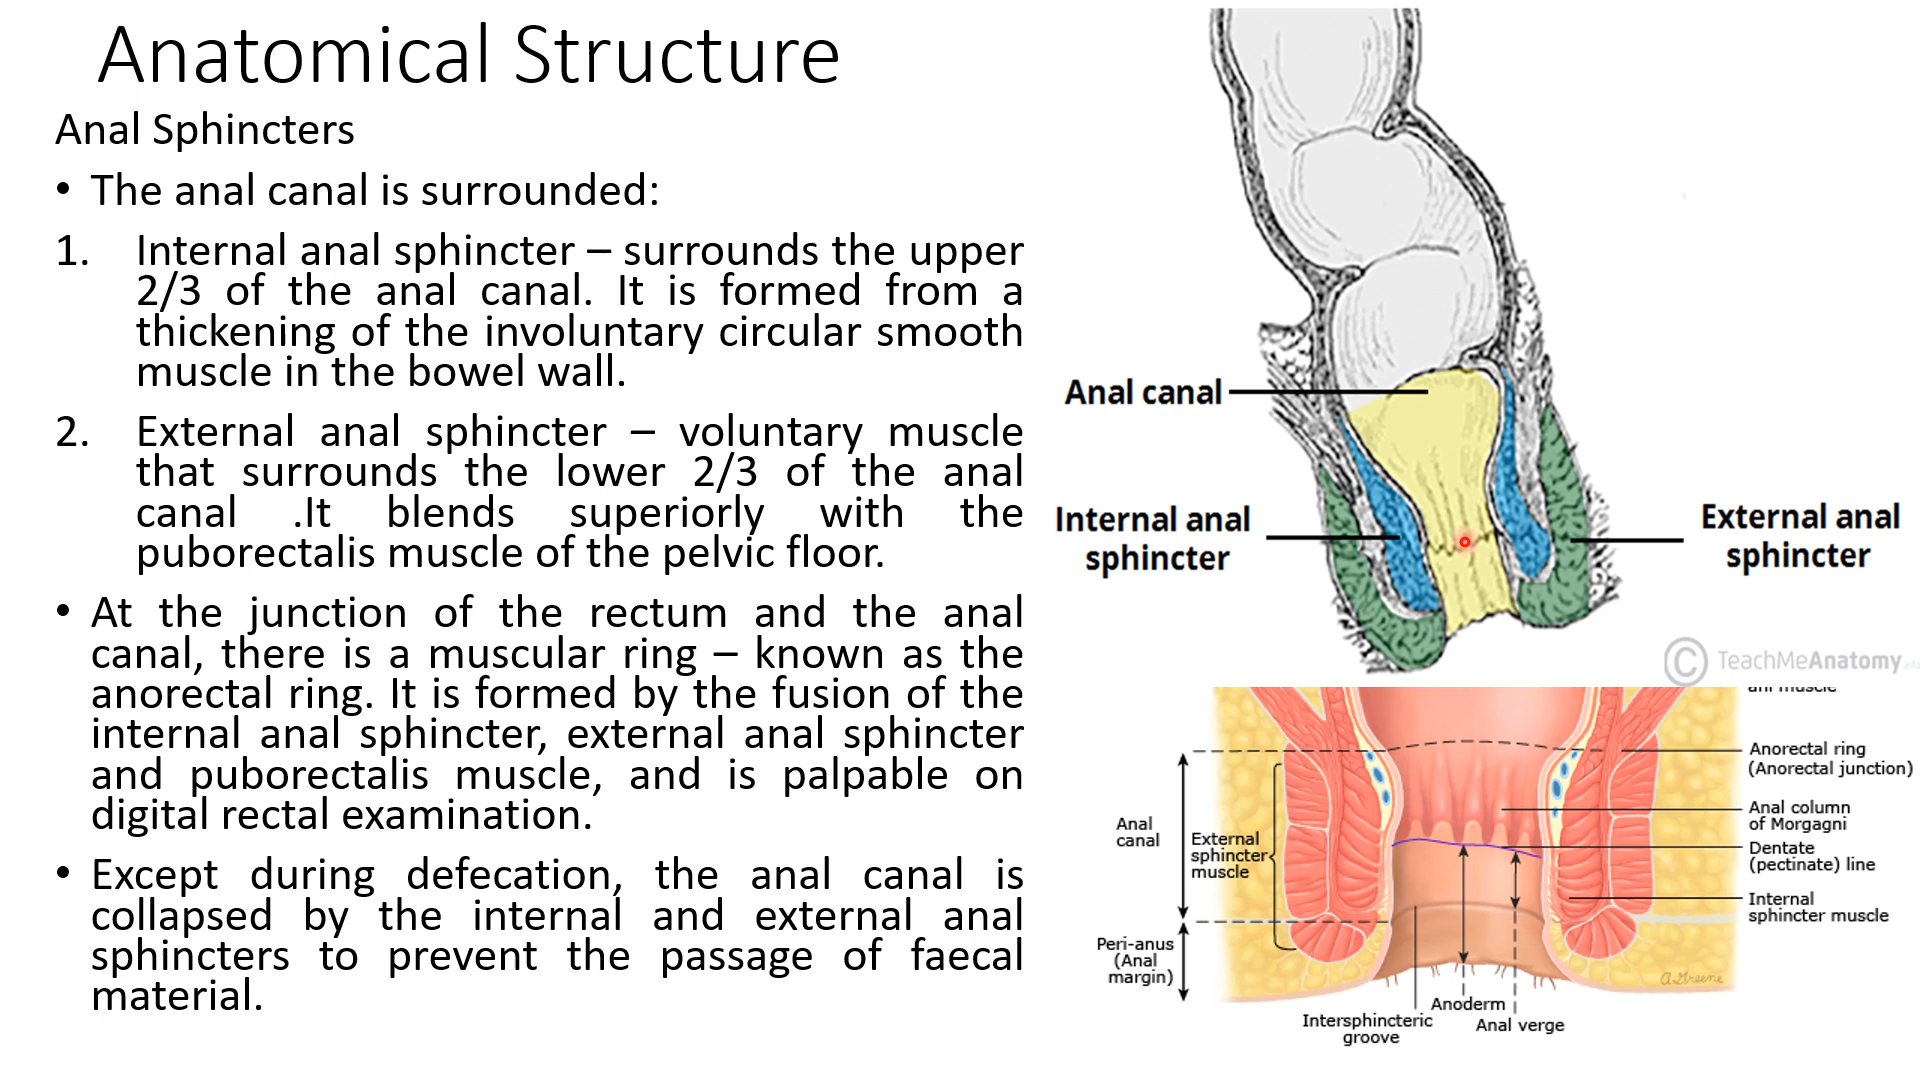 Anatomical Structure
Anal Sphincters
• The anal canal is surrounded:
1. Internal anal sphincter – surrounds the upper
2/3 of the anal canal. It is formed from a
thickening of the involuntary circular smooth
muscle in the bowel wall.
2. External anal sphincter – voluntary muscle
that surrounds the lower 2/3 of the anal
canal .It blends superiorly with the
puborectalis muscle of the pelvic floor.
• At the junction of the rectum and the anal
canal, there is a muscular ring – known as the
anorectal ring. It is formed by the fusion of the
internal anal sphincter, external anal sphincter
and puborectalis muscle, and is palpable on
digital rectal examination.
• Except during defecation, the anal canal is
collapsed by the internal and external anal
sphincters to prevent the passage of faecal
material.
Anal canal
Internal anal
sphincter
External anal
sphincter
© TeachMeAnatomy
ani muscle
Anorectal ring
(Anorectal junction)
Anal column
of Morgagni
Dentate
(pectinate) line
Internal
sphincter muscle
Anal
canal
External
sphincter
muscle
Peri-anus
(Anal
margin)
Anoderm
Intersphincteric
groove
Anal verge
A.Greene